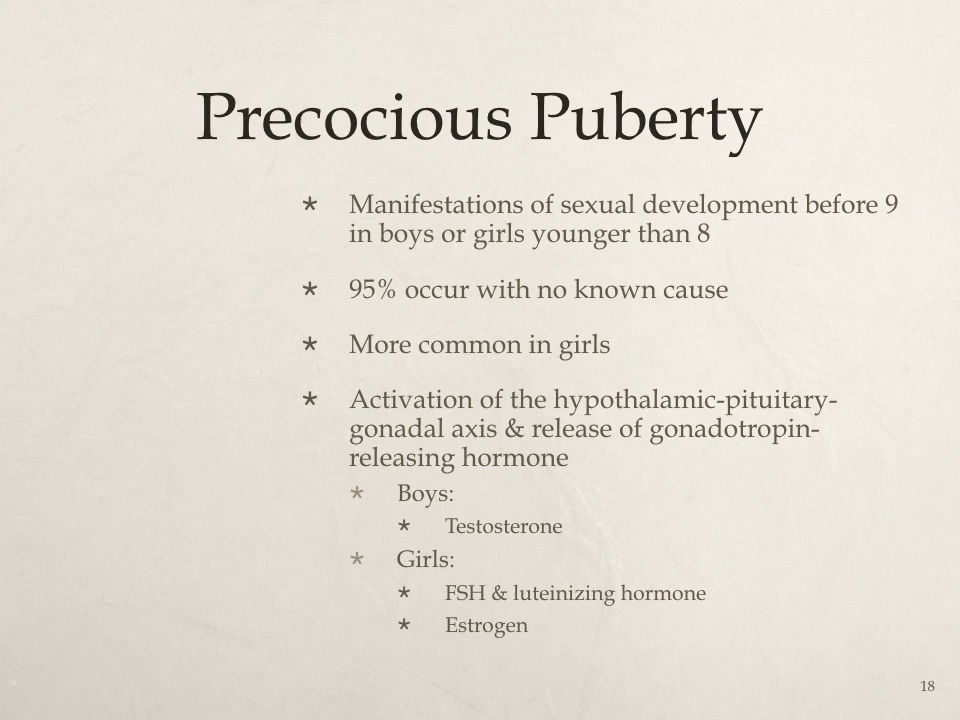 Precocious Puberty
* Manifestations of sexual development before 9
in boys or girls younger than 8
* 95% occur with no known cause
* More common in girls
* Activation of the hypothalamic-pituitary-
gonadal axis & release of gonadotropin-
releasing hormone
* Boys:
* Testosterone
* Girls:
* FSH & luteinizing hormone
* Estrogen
18